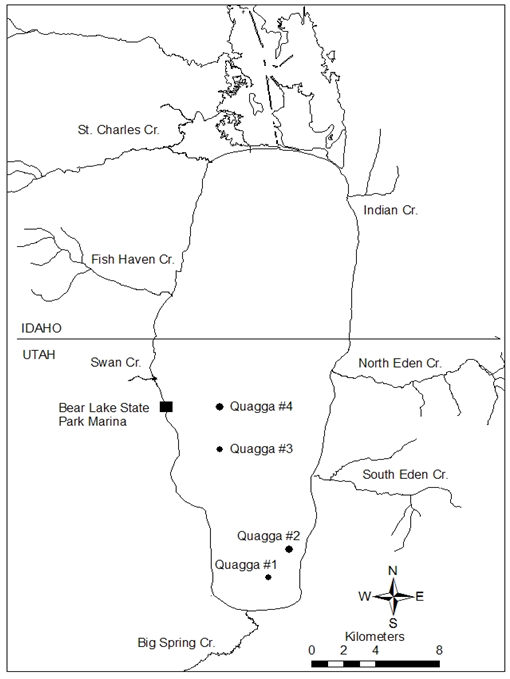 St. Charles Cr.
Indian Cr.
Fish Haven Cr.
IDAHO
UTAH
Swan Cr.
North Eden Cr.
Bear Lake State
Park Marina
Quagga #4
Quagga #3
South Eden Cr.
Quagga #2
Quagga #1
N
W E
S
Big Spring Cr.
Kilometers
0 2 4 8